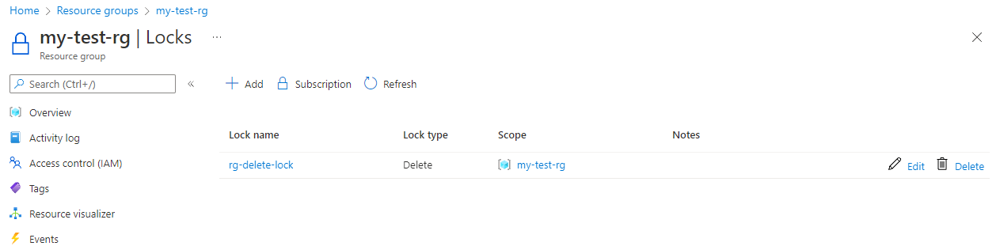 Home > Resource groups > my-test-rg
my-test-rg | Locks ...
Resource group
Search (Ctrl+/) «
Add Subscription Refresh
Overview
Activity log
Access control (IAM)
Tags
Resource visualizer
Events
Lock name Lock type Scope Notes
rg-delete-lock Delete my-test-rg Edit Delete